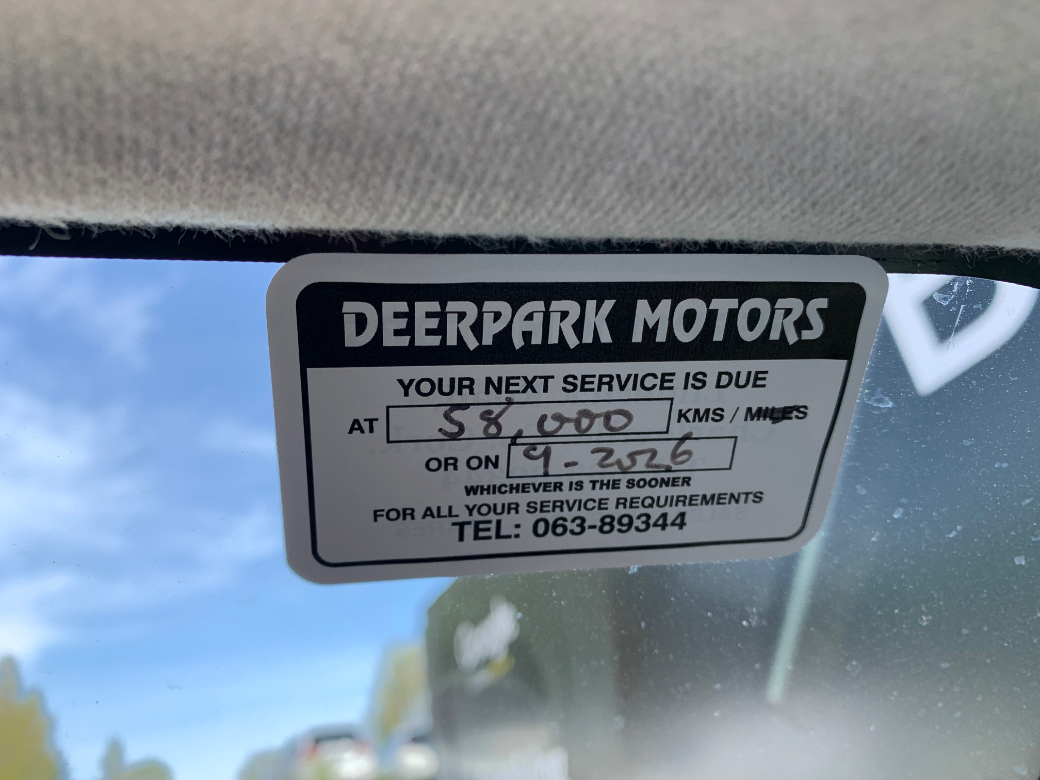 DEERPARK MOTORS
YOUR NEXT SERVICE IS DUE
AT 58,000 KMS / MILES
OR ON 9-2026
WHICHEVER IS THE SOONER
FOR ALL YOUR SERVICE REQUIREMENTS
TEL: 063-89344